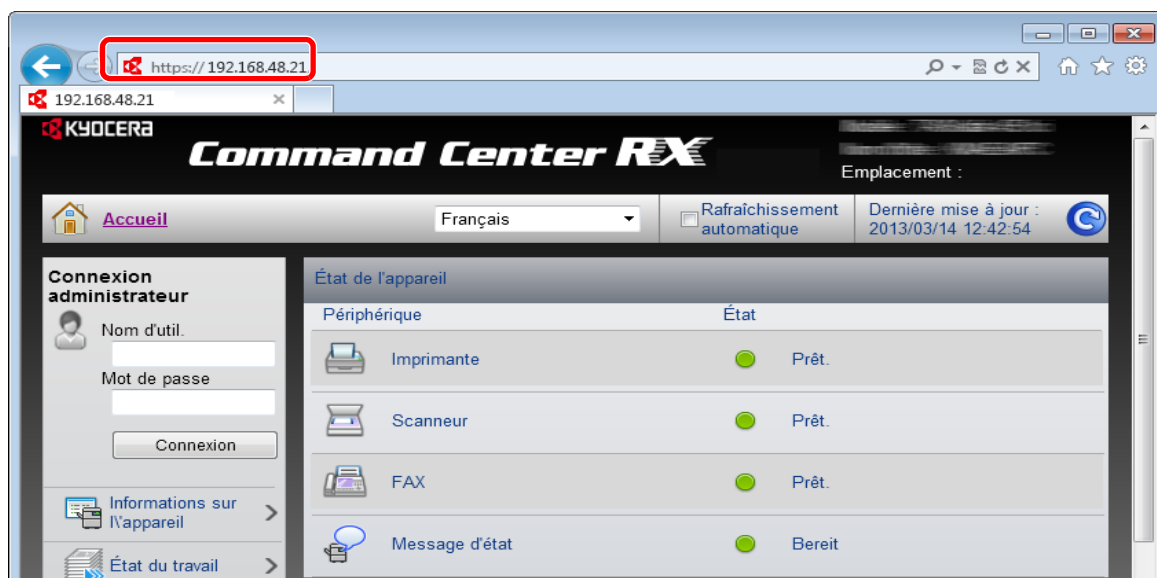 https://192.168.48.21
192.168.48.21
KYOCERA
Command Center RX
Emplacement :
Accueil
Français
Rafraîchissement
automatique
Dernière mise à jour :
2013/03/14 12:42:54
Connexion
administrateur
Nom d'util.
Mot de passe
Connexion
Informations sur
l\'appareil
État du travail
État de l'appareil
Périphérique État
Imprimante Prêt.
Scanneur Prêt.
FAX Prêt.
Message d'état Bereit